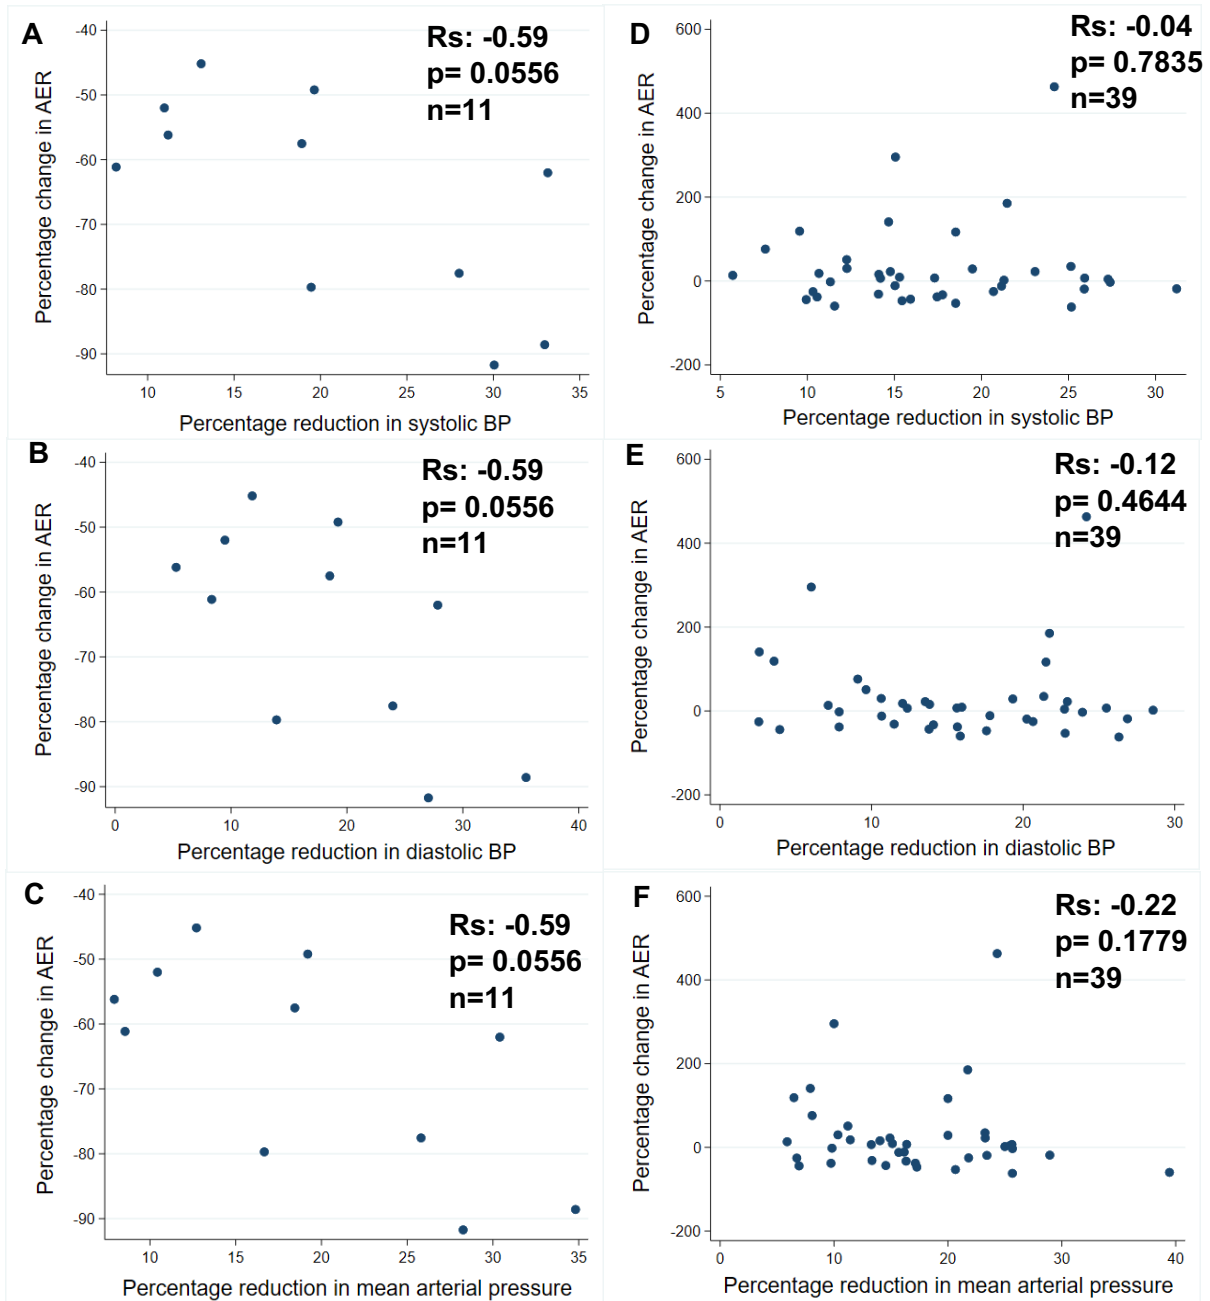 A
Rs: -0.59
p= 0.0556
n=11
Percentage change in AER
-40
-50
-60
-70
-80
-90
10 15 20 25 30 35
Percentage reduction in systolic BP
D
Rs: -0.04
p= 0.7835
n=39
Percentage change in AER
600
400
200
0
-200
5 10 15 20 25 30
Percentage reduction in systolic BP
B
Rs: -0.59
p= 0.0556
n=11
Percentage change in AER
-40
-50
-60
-70
-80
-90
0 10 20 30 40
Percentage reduction in diastolic BP
E
Rs: -0.12
p= 0.4644
n=39
Percentage change in AER
600
400
200
0
-200
0 10 20 30
Percentage reduction in diastolic BP
C
Rs: -0.59
p= 0.0556
n=11
Percentage change in AER
-40
-50
-60
-70
-80
-90
10 15 20 25 30 35
Percentage reduction in mean arterial pressure
F
Rs: -0.22
p= 0.1779
n=39
Percentage change in AER
600
400
200
0
-200
0 10 20 30 40
Percentage reduction in mean arterial pressure